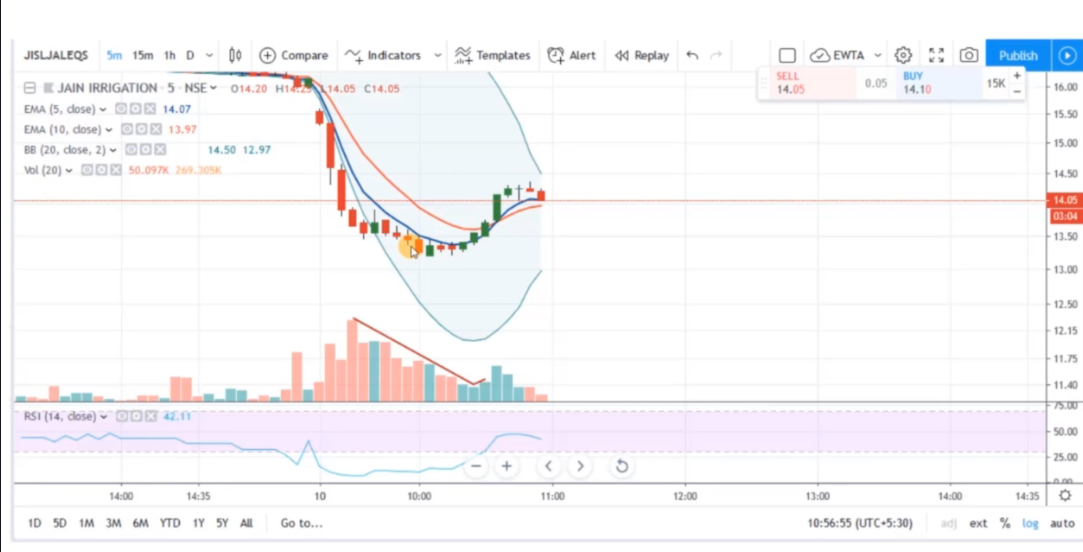 JISLJALEQS 5m 15m 1h D Compare Indicators Templates Alert Replay EWTA Publish
JAIN IRRIGATION · 5 · NSE O14.20 H14.25 L14.05 C14.05
SELL 14.05 0.05 BUY 14.10 15K + −
EMA (5, close) 14.07
EMA (10, close) 13.97
BB (20, close, 2) 14.50 12.97
Vol (20) 50.097K 269.305K
16.00
15.50
15.00
14.50
14.05
03:04
13.50
13.00
12.50
12.15
11.75
11.40
RSI (14, close) 42.11
75.00
50.00
25.00
0.00
14:00 14:35 10 10:00 11:00 12:00 13:00 14:00 14:35
1D 5D 1M 3M 6M YTD 1Y 5Y All Go to... 10:56:55 (UTC+5:30) adj ext % log auto